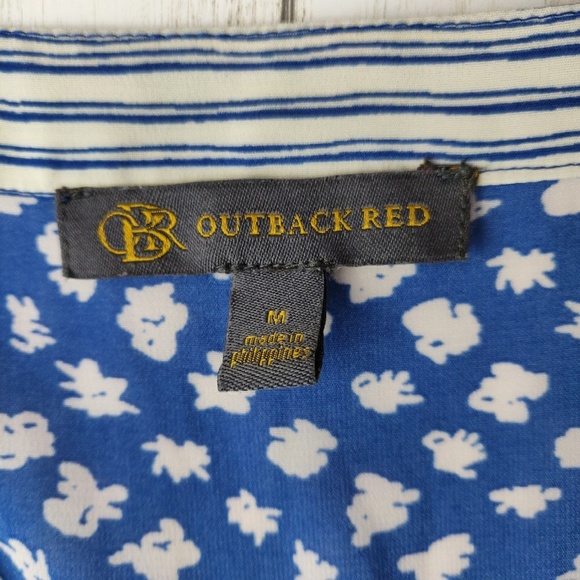 OBR OUTBACK RED
M
made in
philippines